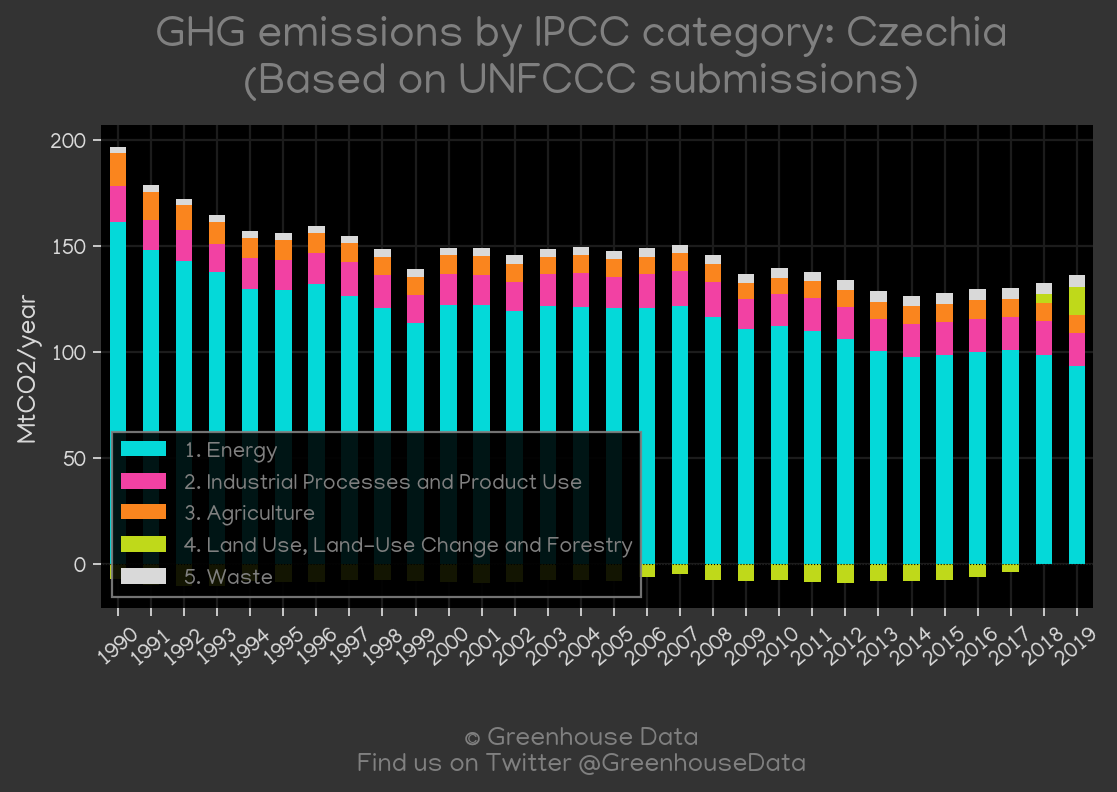 GHG emissions by IPCC category: Czechia
(Based on UNFCCC submissions)
MtCO2/year
200
150
100
50
0
1. Energy
2. Industrial Processes and Product Use
3. Agriculture
4. Land Use, Land-Use Change and Forestry
5. Waste
1990 1991 1992 1993 1994 1995 1996 1997 1998 1999 2000 2001 2002 2003 2004 2005 2006 2007 2008 2009 2010 2011 2012 2013 2014 2015 2016 2017 2018 2019
© Greenhouse Data
Find us on Twitter @GreenhouseData